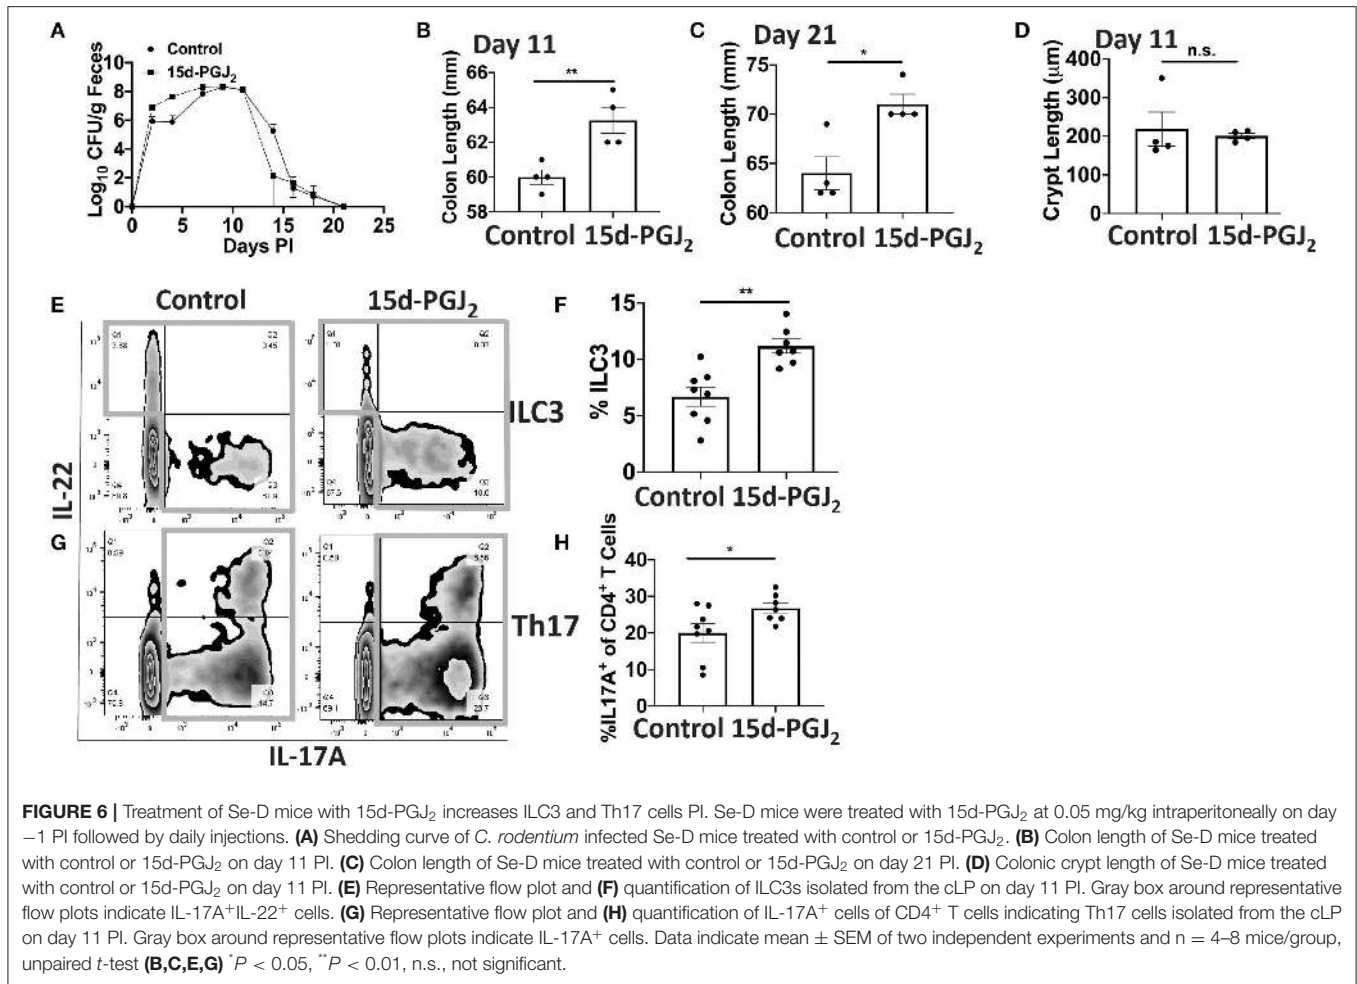 A
Control
15d-PGJ2
Log10 CFU/g Feces
10
8
6
4
2
0
0 5 10 15 20 25
Days PI
B
Day 11
**
Colon Length (mm)
66
64
62
60
58
Control 15d-PGJ2
C
Day 21
*
Colon Length (mm)
75
70
65
60
Control 15d-PGJ2
D
Day 11
n.s.
Crypt Length (μm)
400
300
200
100
0
Control 15d-PGJ2
E
Control
15d-PGJ2
IL-22
ILC3
F
**
% ILC3
15
10
5
0
Control 15d-PGJ2
G
Th17
IL-17A
H
*
%IL17A+ of CD4+ T Cells
40
30
20
10
0
Control 15d-PGJ2
FIGURE 6 | Treatment of Se-D mice with 15d-PGJ2 increases ILC3 and Th17 cells PI. Se-D mice were treated with 15d-PGJ2 at 0.05 mg/kg intraperitoneally on day
−1 PI followed by daily injections. (A) Shedding curve of C. rodentium infected Se-D mice treated with control or 15d-PGJ2. (B) Colon length of Se-D mice treated
with control or 15d-PGJ2 on day 11 PI. (C) Colon length of Se-D mice treated with control or 15d-PGJ2 on day 21 PI. (D) Colonic crypt length of Se-D mice treated
with control or 15d-PGJ2 on day 11 PI. (E) Representative flow plot and (F) quantification of ILC3s isolated from the cLP on day 11 PI. Gray box around representative
flow plots indicate IL-17A+IL-22+ cells. (G) Representative flow plot and (H) quantification of IL-17A+ cells of CD4+ T cells indicating Th17 cells isolated from the cLP
on day 11 PI. Gray box around representative flow plots indicate IL-17A+ cells. Data indicate mean ± SEM of two independent experiments and n = 4–8 mice/group,
unpaired t-test (B,C,E,G) *P < 0.05, **P < 0.01, n.s., not significant.